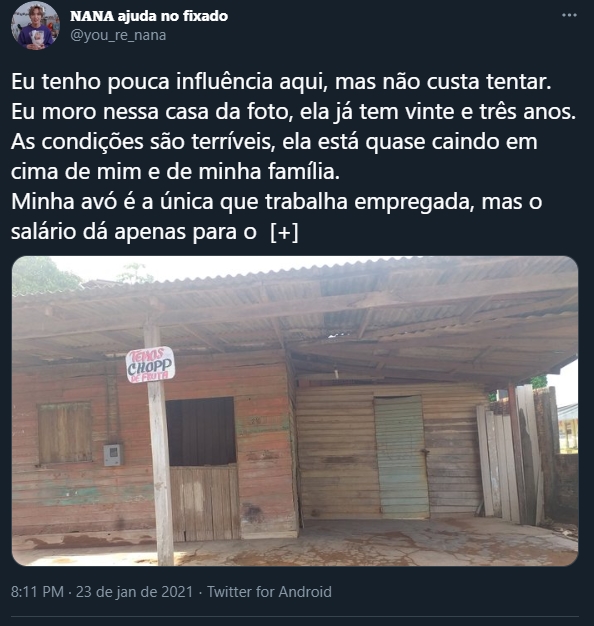 NANA ajuda no fixado
@you_re_nana
Eu tenho pouca influência aqui, mas não custa tentar.
Eu moro nessa casa da foto, ela já tem vinte e três anos.
As condições são terríveis, ela está quase caindo em
cima de mim e de minha família.
Minha avó é a única que trabalha empregada, mas o
salário dá apenas para o [+]
TEMOS
CHOPP
DE FRUTA
8:11 PM · 23 de jan de 2021 · Twitter for Android